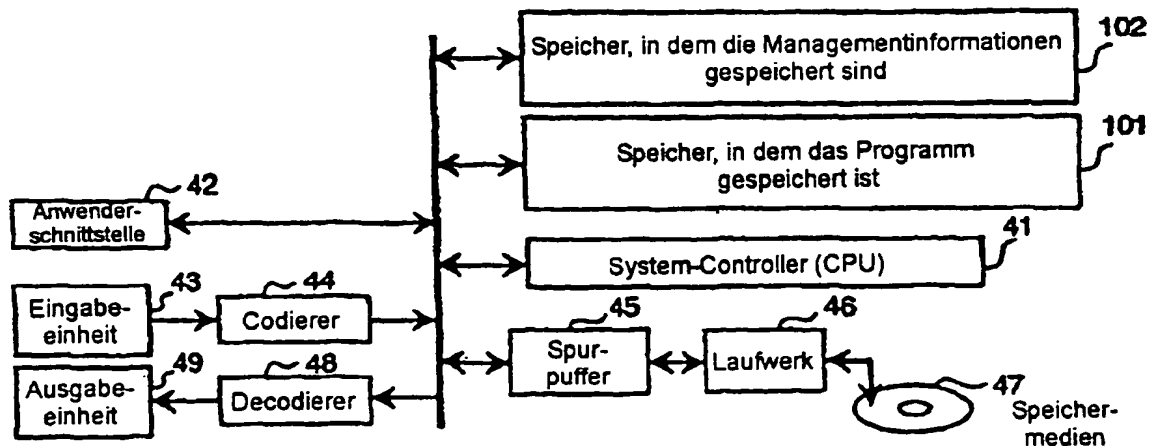 Speicher, in dem die Managementinformationen
gespeichert sind
102
Speicher, in dem das Programm
gespeichert ist
101
Anwender-
schnittstelle
42
System-Controller (CPU)
41
Eingabe-
einheit
43
Codierer
44
Spur-
puffer
45
Laufwerk
46
Ausgabe-
einheit
49
Decodierer
48
47
Speicher-
medien